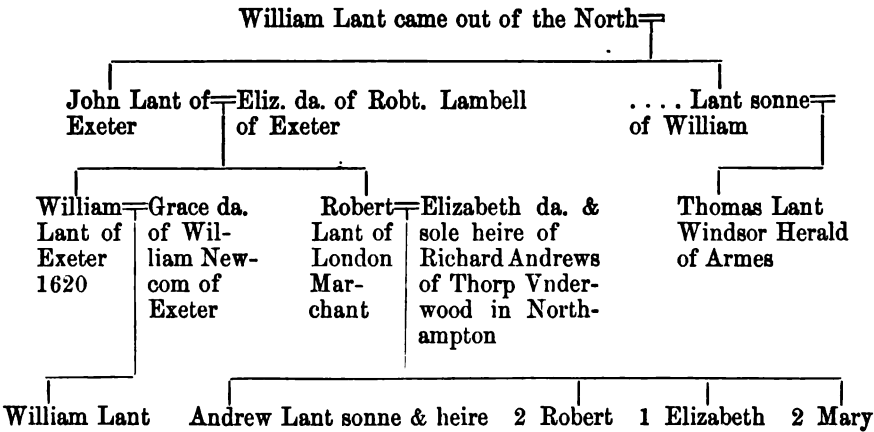 William Lant came out of the North
John Lant of
Exeter
Eliz. da. of Robt. Lambell
of Exeter
. . . . Lant sonne
of William
William
Lant of
Exeter
1620
Grace da.
of Wil-
liam New-
com of
Exeter
Robert
Lant of
London
Mar-
chant
Elizabeth da. &
sole heire of
Richard Andrews
of Thorp Vnder-
wood in North-
ampton
Thomas Lant
Windsor Herald
of Armes
William Lant
Andrew Lant sonne & heire
2 Robert
1 Elizabeth
2 Mary